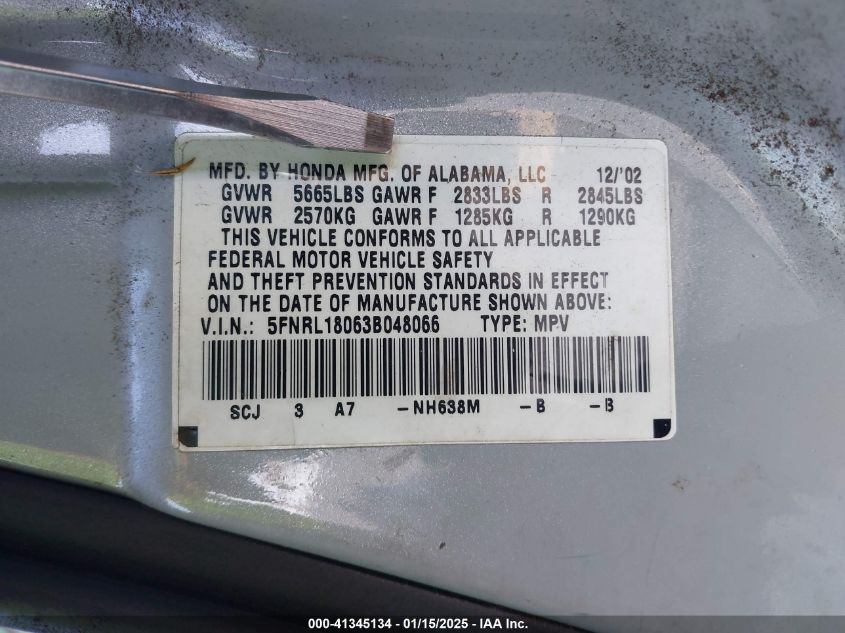 MFD. BY HONDA MFG. OF ALABAMA, LLC 12/'02
GVWR 5665LBS GAWR F 2833LBS R 2845LBS
GVWR 2570KG GAWR F 1285KG R 1290KG
THIS VEHICLE CONFORMS TO ALL APPLICABLE
FEDERAL MOTOR VEHICLE SAFETY
AND THEFT PREVENTION STANDARDS IN EFFECT
ON THE DATE OF MANUFACTURE SHOWN ABOVE:
V.I.N.: 5FNRL18063B048066 TYPE: MPV
SCJ 3 A7 -NH638M -B -B
000-41345134 - 01/15/2025 - IAA Inc.